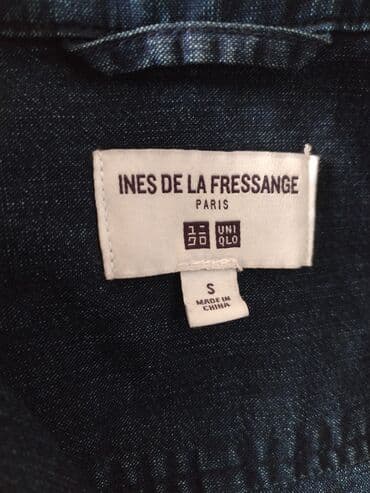 INES DE LA FRESSANGE
PARIS
ユニ UNI
クロ QLO
S
MADE IN
CHINA